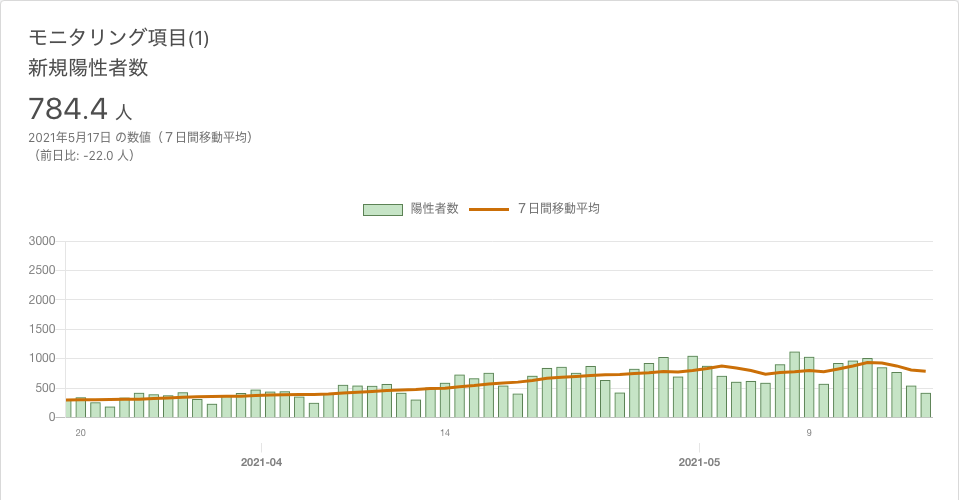 モニタリング項目(1)
新規陽性者数
784.4 人
2021年5月17日 の数値（７日間移動平均）
（前日比: -22.0 人）
陽性者数 ７日間移動平均
3000
2500
2000
1500
1000
500
0
20 14 9
2021-04 2021-05